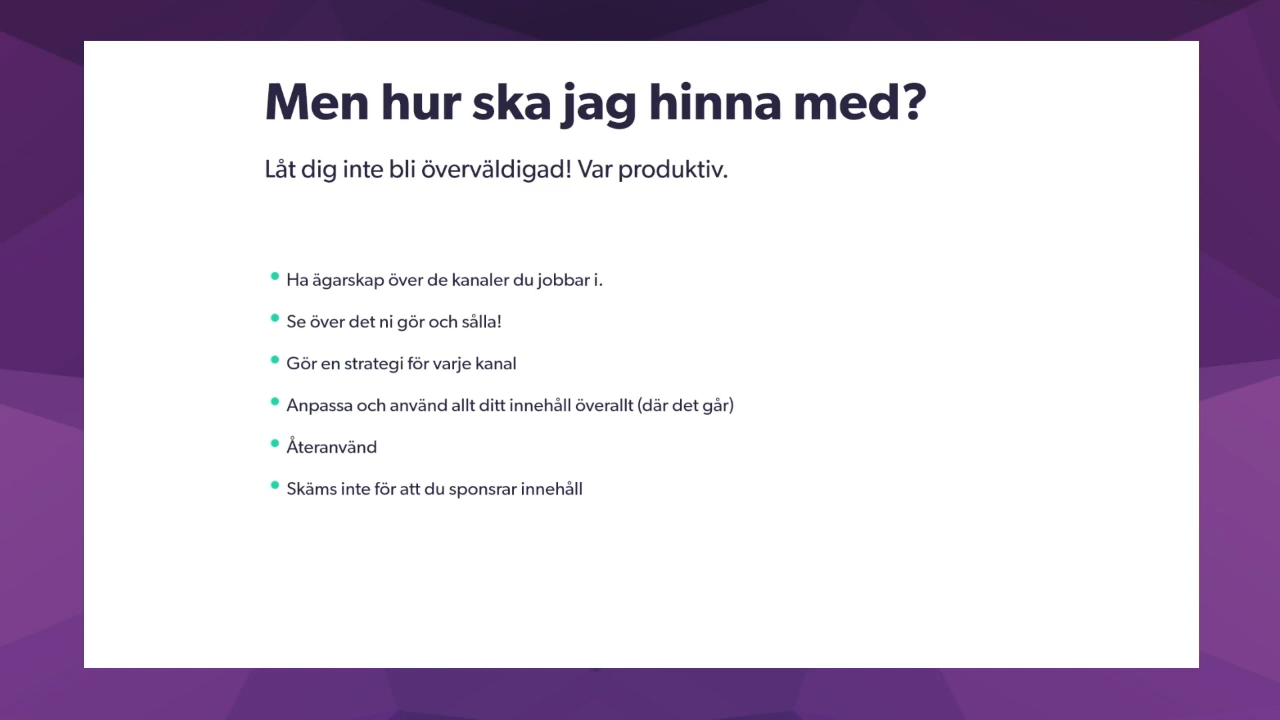 Men hur ska jag hinna med?
Låt dig inte bli överväldigad! Var produktiv.
Ha ägarskap över de kanaler du jobbar i.
Se över det ni gör och sålla!
Gör en strategi för varje kanal
Anpassa och använd allt ditt innehåll överallt (där det går)
Återanvänd
Skäms inte för att du sponsrar innehåll